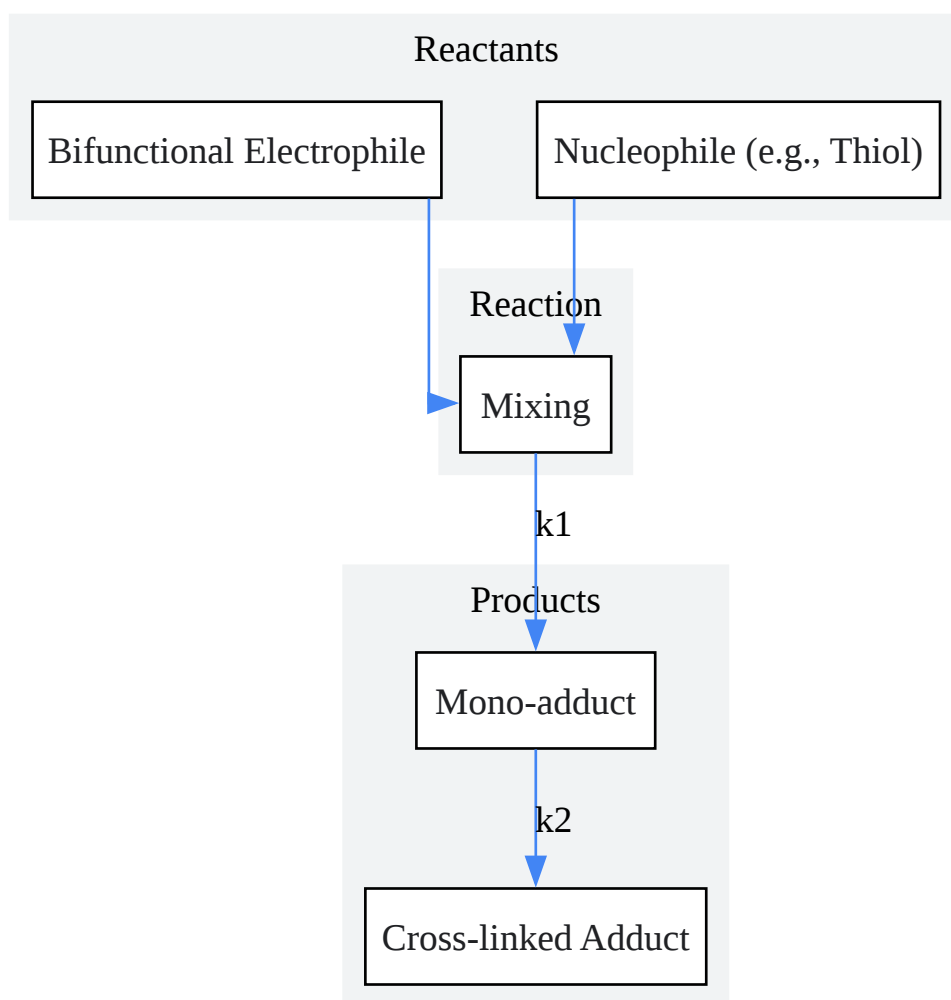 Reactants
Bifunctional Electrophile
Nucleophile (e.g., Thiol)
Reaction
Mixing
k1
Products
Mono-adduct
k2
Cross-linked Adduct